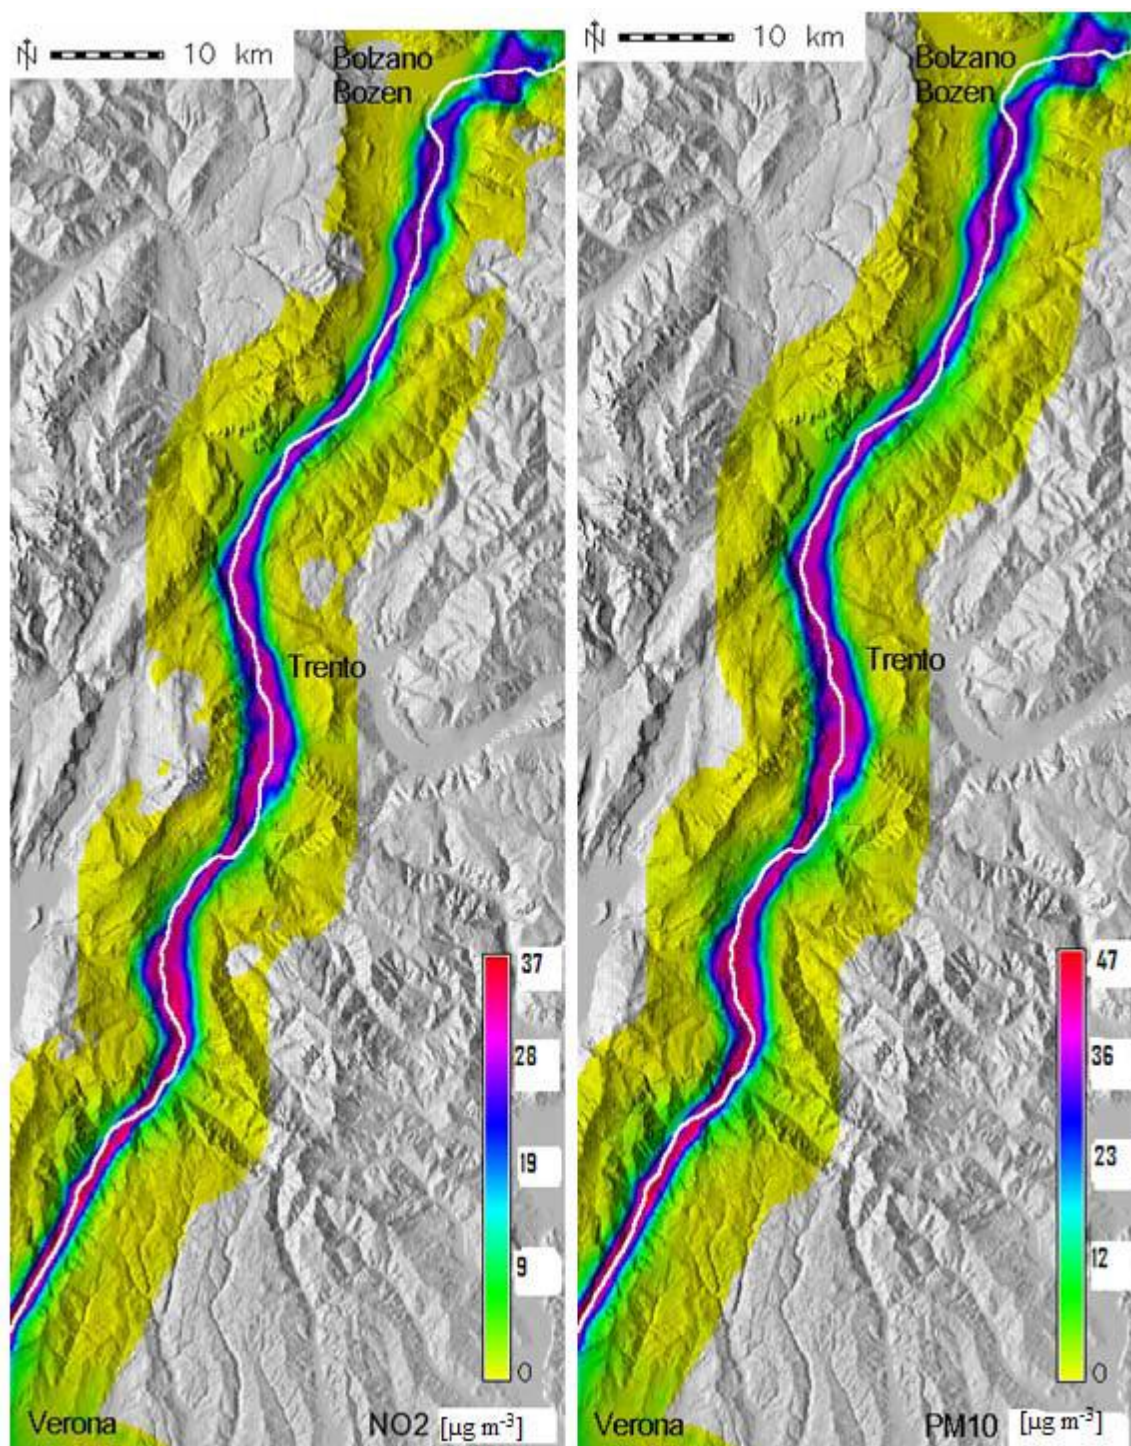 N 10 km
Bolzano
Bozen
Trento
37
28
19
9
0
Verona NO2 [µg m-3]
N 10 km
Bolzano
Bozen
Trento
47
36
23
12
0
Verona PM10 [µg m-3]